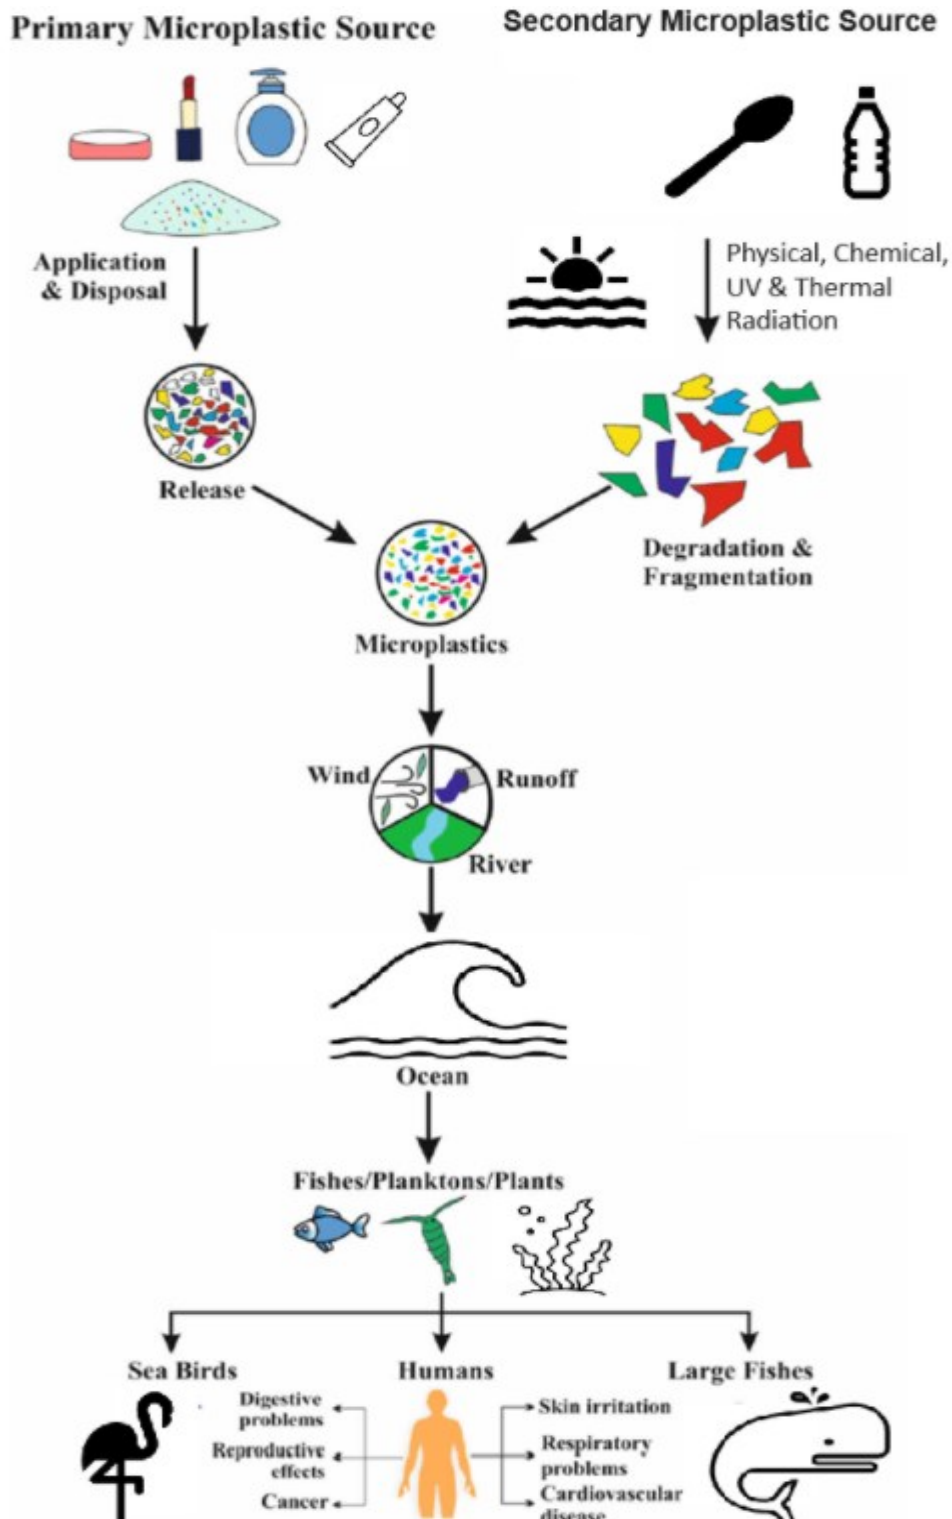 Primary Microplastic Source
Secondary Microplastic Source
Application
& Disposal
Physical, Chemical,
UV & Thermal
Radiation
Release
Degradation &
Fragmentation
Microplastics
Wind
Runoff
River
Ocean
Fishes/Planktons/Plants
Sea Birds
Humans
Large Fishes
Digestive
problems
Reproductive
effects
Cancer
Skin irritation
Respiratory
problems
Cardiovascular
disease